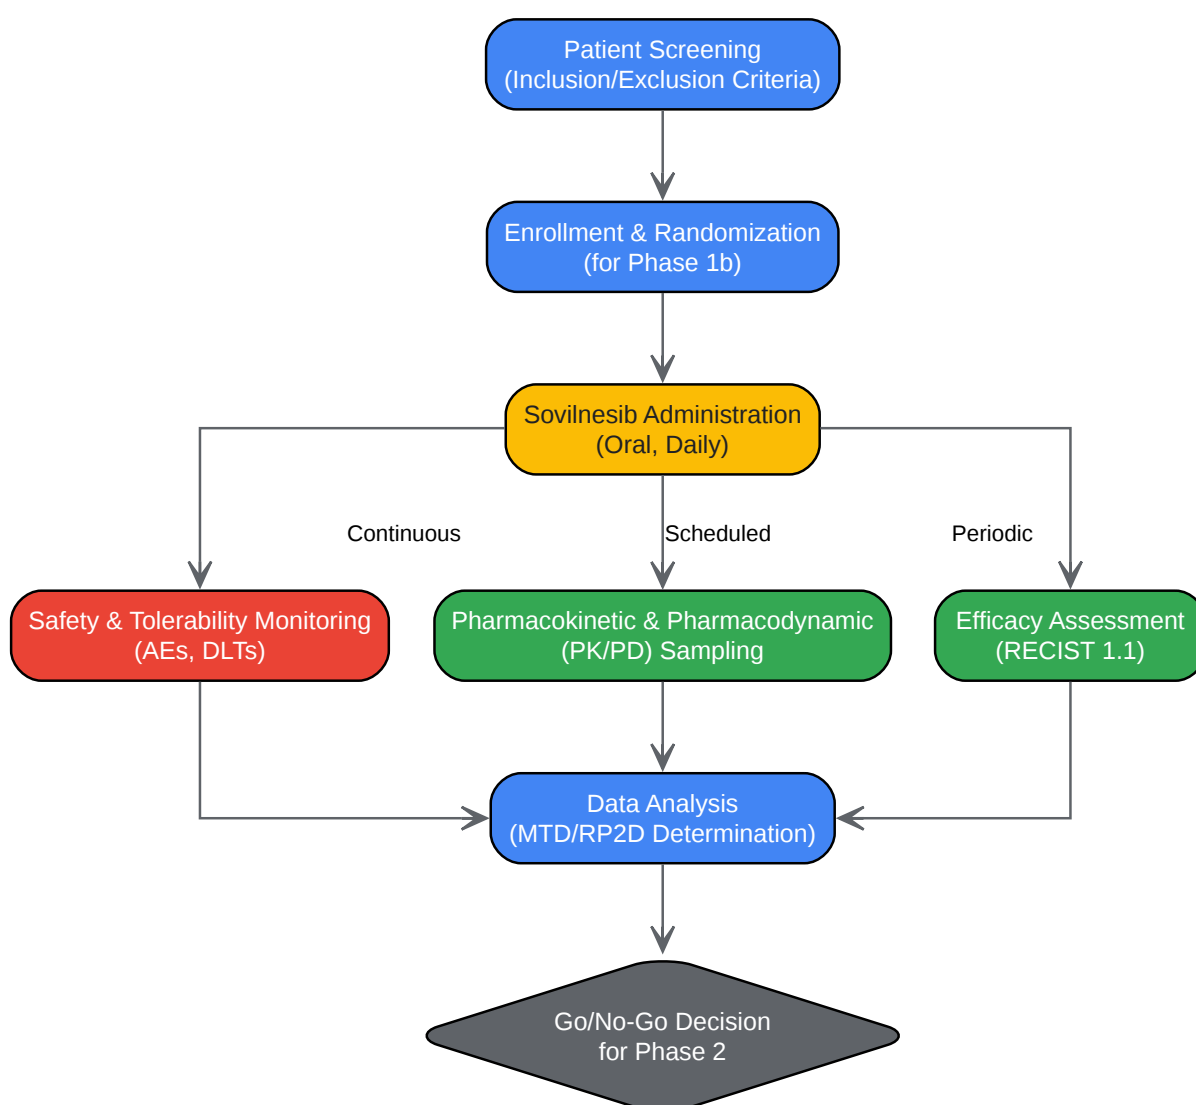 Patient Screening
(Inclusion/Exclusion Criteria)
Enrollment & Randomization
(for Phase 1b)
Sovilnesib Administration
(Oral, Daily)
Continuous
Scheduled
Periodic
Safety & Tolerability Monitoring
(AEs, DLTs)
Pharmacokinetic & Pharmacodynamic
(PK/PD) Sampling
Efficacy Assessment
(RECIST 1.1)
Data Analysis
(MTD/RP2D Determination)
Go/No-Go Decision
for Phase 2